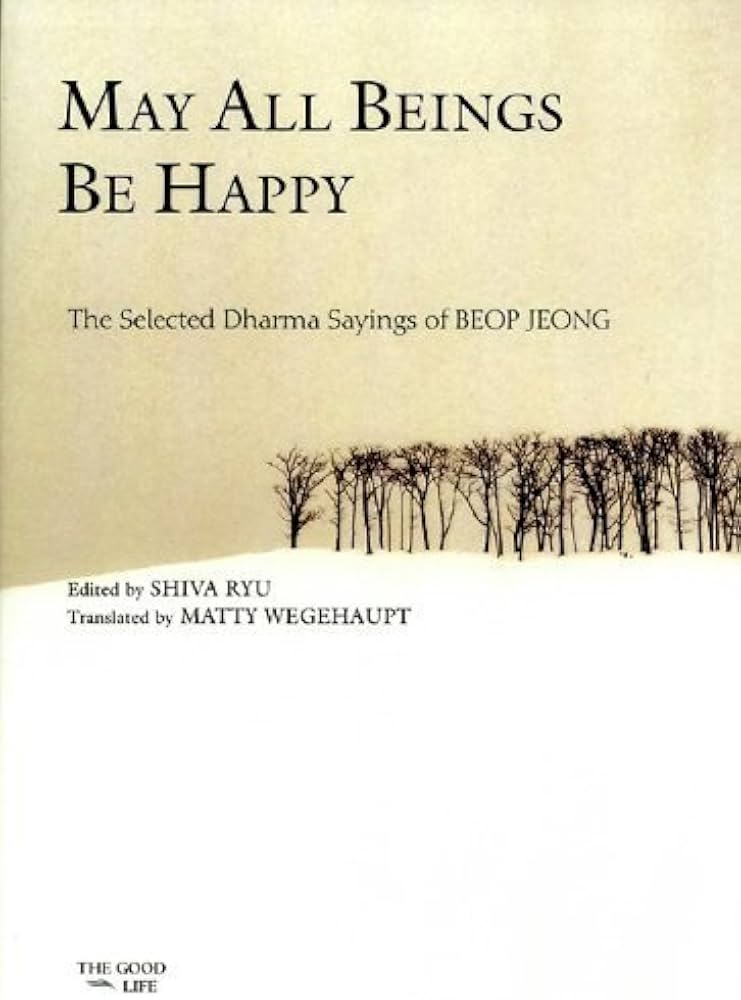 MAY ALL BEINGS
BE HAPPY
The Selected Dharma Sayings of BEOP JEONG
Edited by SHIVA RYU
Translated by MATTY WEGEHAUPT
THE GOOD
LIFE